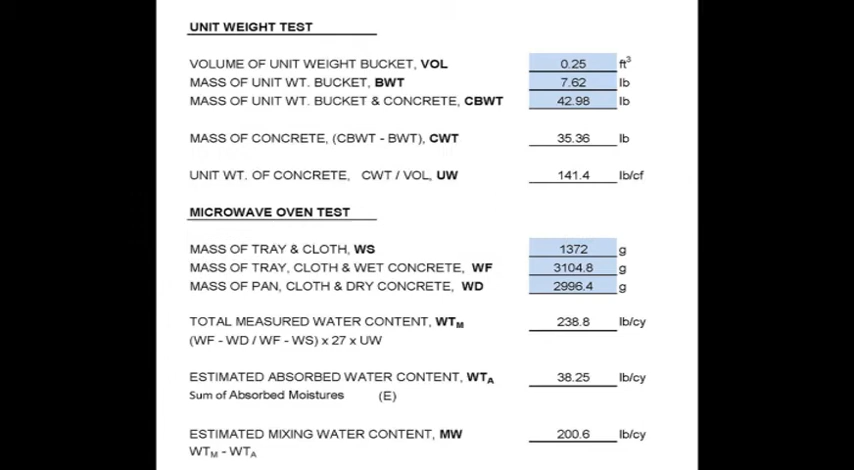 UNIT WEIGHT TEST
VOLUME OF UNIT WEIGHT BUCKET, VOL 0.25 ft³
MASS OF UNIT WT. BUCKET, BWT 7.62 lb
MASS OF UNIT WT. BUCKET & CONCRETE, CBWT 42.98 lb
MASS OF CONCRETE, (CBWT - BWT), CWT 35.36 lb
UNIT WT. OF CONCRETE, CWT / VOL, UW 141.4 lb/cf
MICROWAVE OVEN TEST
MASS OF TRAY & CLOTH, WS 1372 g
MASS OF TRAY, CLOTH & WET CONCRETE, WF 3104.8 g
MASS OF PAN, CLOTH & DRY CONCRETE, WD 2996.4 g
TOTAL MEASURED WATER CONTENT, WTM 238.8 lb/cy
(WF - WD / WF - WS) x 27 x UW
ESTIMATED ABSORBED WATER CONTENT, WTA 38.25 lb/cy
Sum of Absorbed Moistures (E)
ESTIMATED MIXING WATER CONTENT, MW 200.6 lb/cy
WTM - WTA